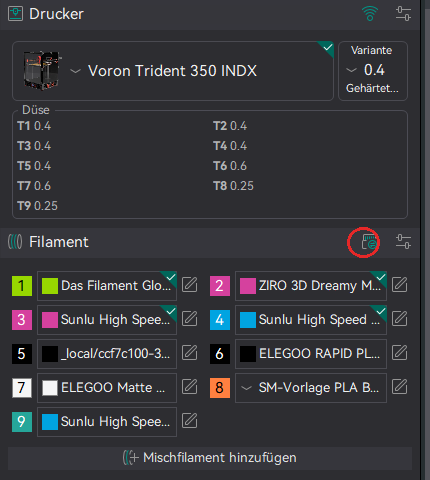 Drucker
Variante
Voron Trident 350 INDX
0.4
Gehärtet...
Düse
T1 0.4
T2 0.4
T3 0.4
T4 0.4
T5 0.4
T6 0.6
T7 0.6
T8 0.25
T9 0.25
Filament
1 Das Filament Glo...
2 ZIRO 3D Dreamy M...
3 Sunlu High Spee...
4 Sunlu High Speed ...
5 _local/ccf7c100-3...
6 ELEGOO RAPID PL...
7 ELEGOO Matte ...
8 SM-Vorlage PLA B...
9 Sunlu High Spee...
Mischfilament hinzufügen